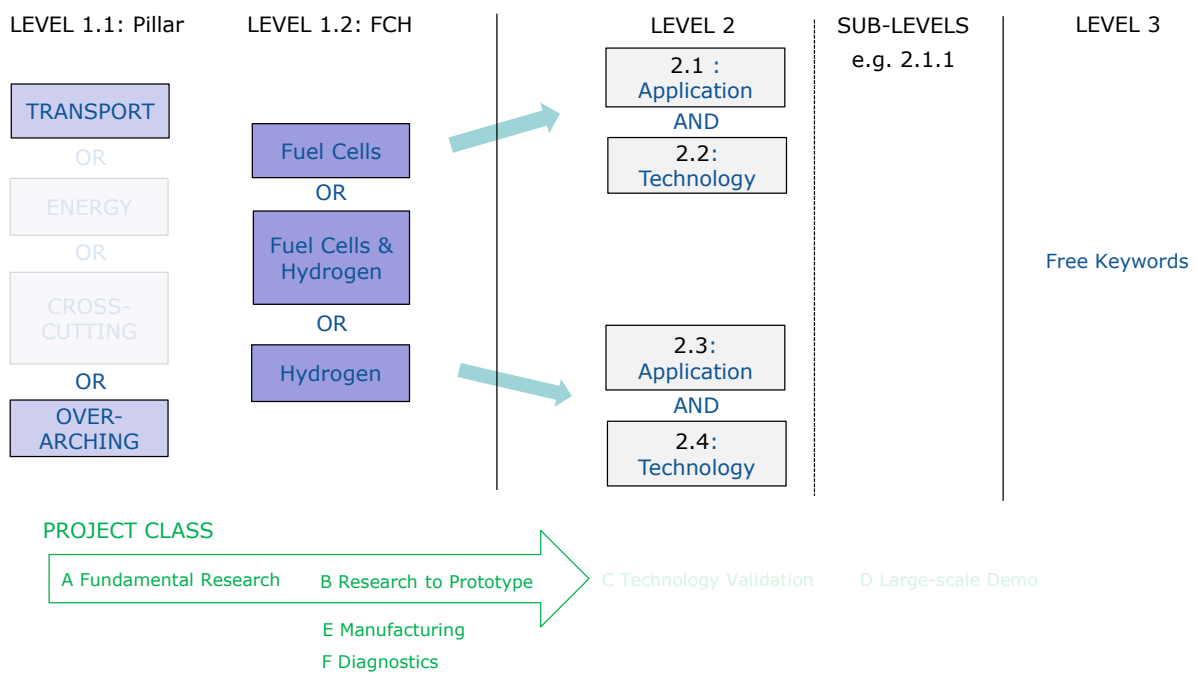 LEVEL 1.1: Pillar
TRANSPORT
OR
ENERGY
OR
CROSS-
CUTTING
OR
OVER-
ARCHING
LEVEL 1.2: FCH
Fuel Cells
OR
Fuel Cells &
Hydrogen
OR
Hydrogen
LEVEL 2
2.1 :
Application
AND
2.2:
Technology
2.3:
Application
AND
2.4:
Technology
SUB-LEVELS
e.g. 2.1.1
LEVEL 3
Free Keywords
PROJECT CLASS
A Fundamental Research
B Research to Prototype
C Technology Validation
D Large-scale Demo
E Manufacturing
F Diagnostics